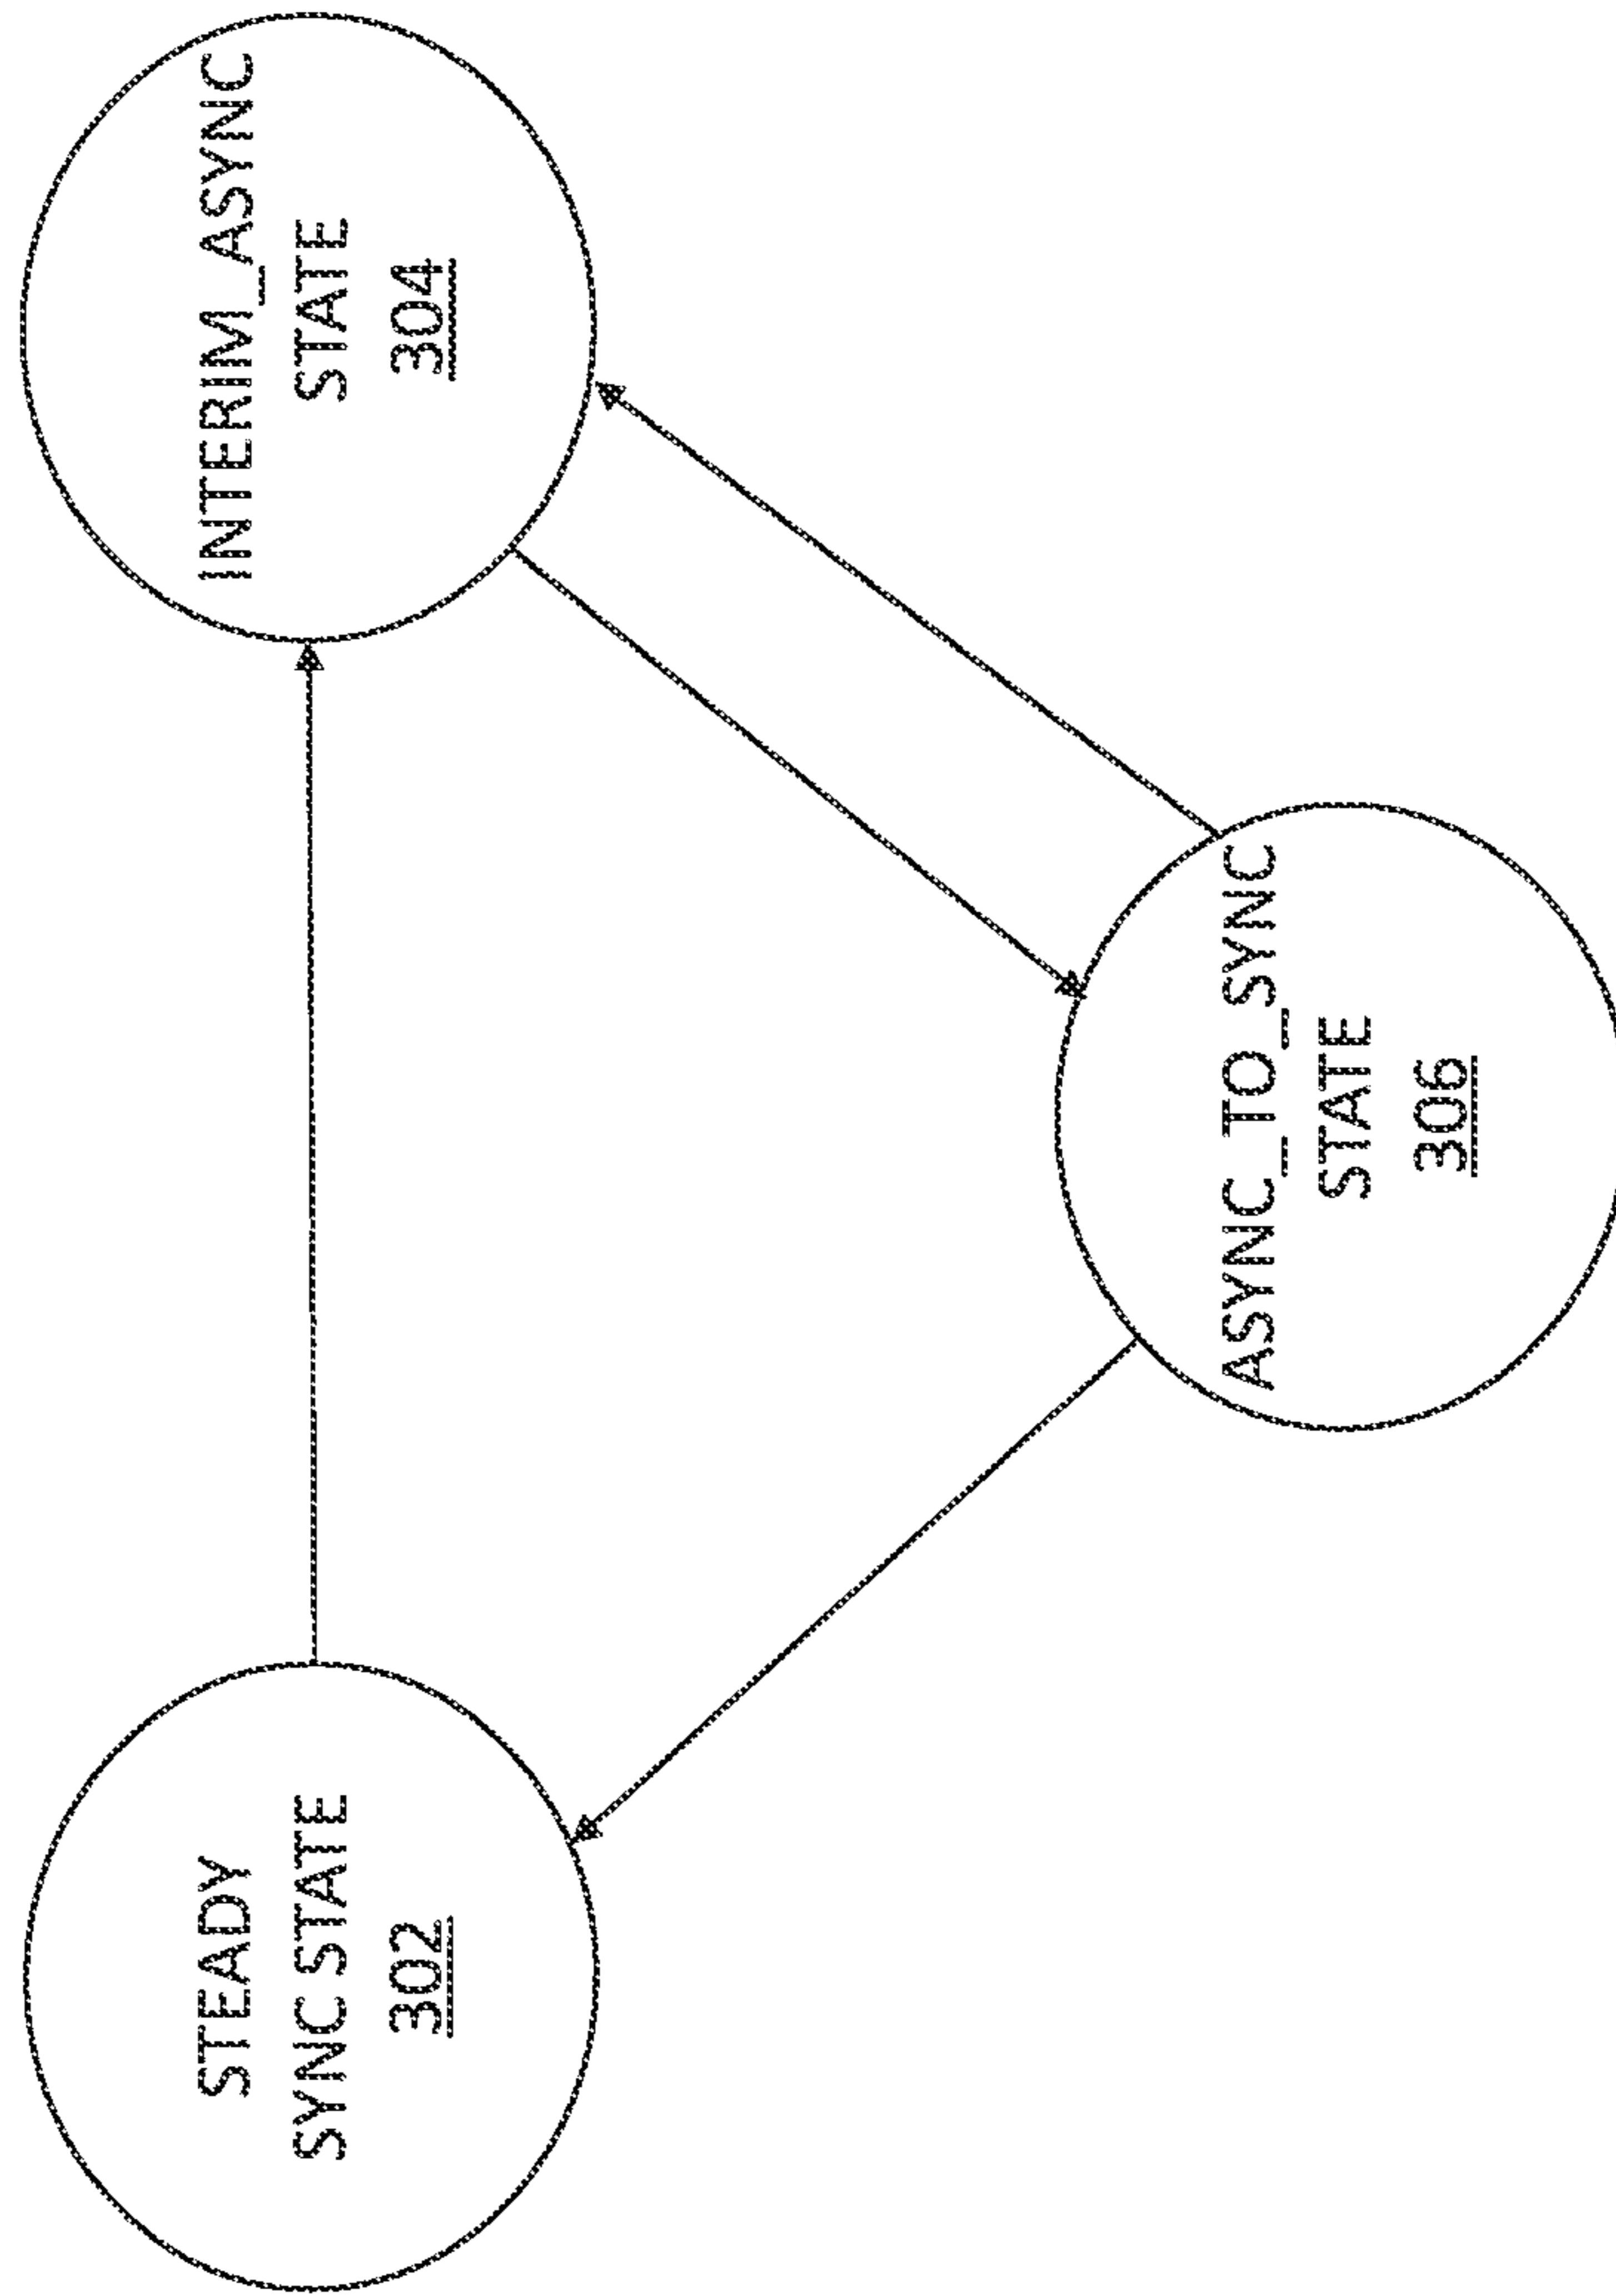 STEADY
SYNC STATE
302
INTERIM_ASYNC
STATE
304
ASYNC_TO_SYNC
STATE
306